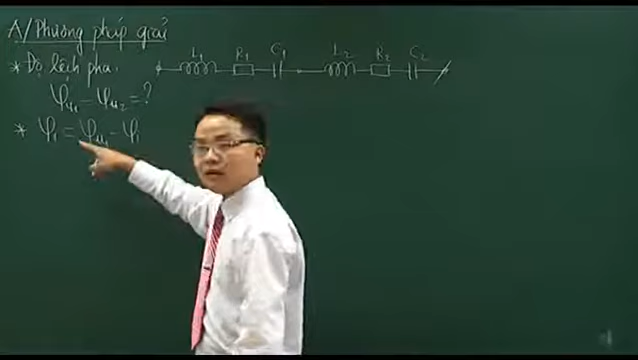 A/ Phương pháp giải
* Độ lệch pha.
L₁ R₁ C₁ L₂ R₂ C₂
φᵤ₁ - φᵤ₂ = ?
* φ₁ = φᵤ₁ - φᵢ